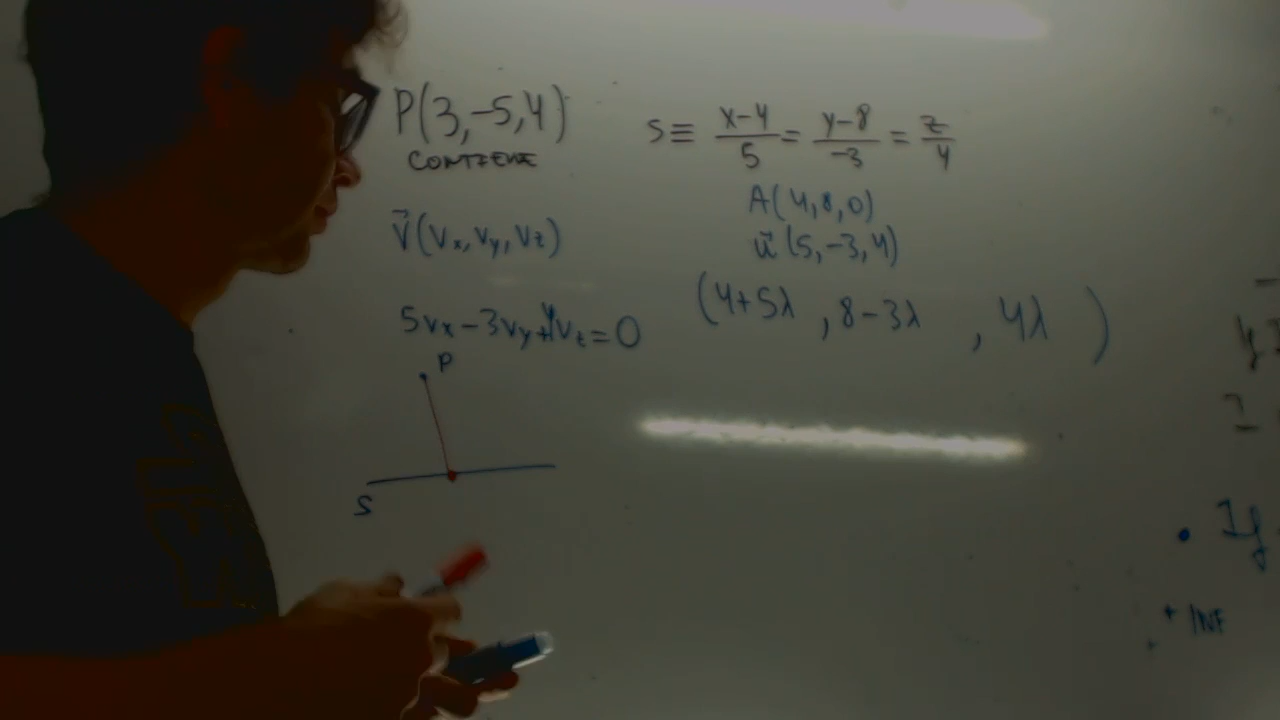 P(3,-5,4)
CONTIENE
V⃗(Vx,Vy,Vz)
5Vx-3Vy+4Vz=0
P
S
S≡ (x-4)/5 = (y-8)/-3 = z/4
A(4,8,0)
u⃗(5,-3,4)
(4+5λ, 8-3λ, 4λ)
• If
+ INF